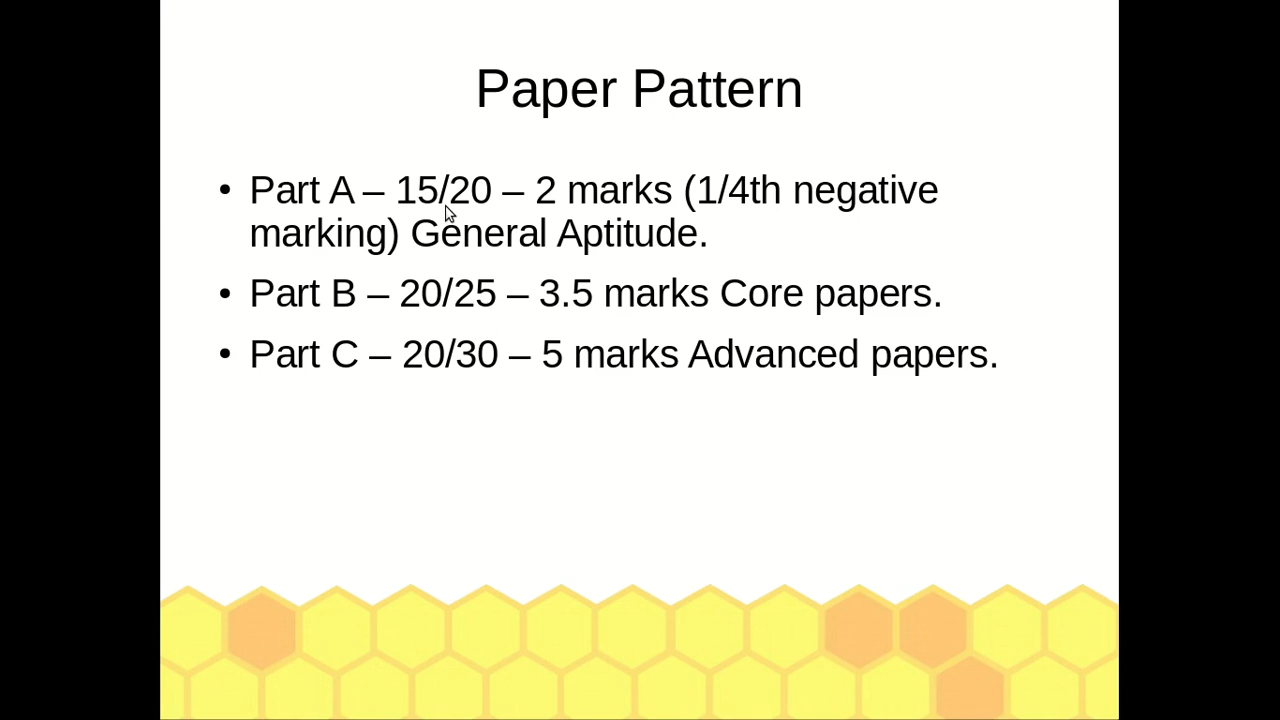 Paper Pattern
• Part A – 15/20 – 2 marks (1/4th negative
marking) General Aptitude.
• Part B – 20/25 – 3.5 marks Core papers.
• Part C – 20/30 – 5 marks Advanced papers.